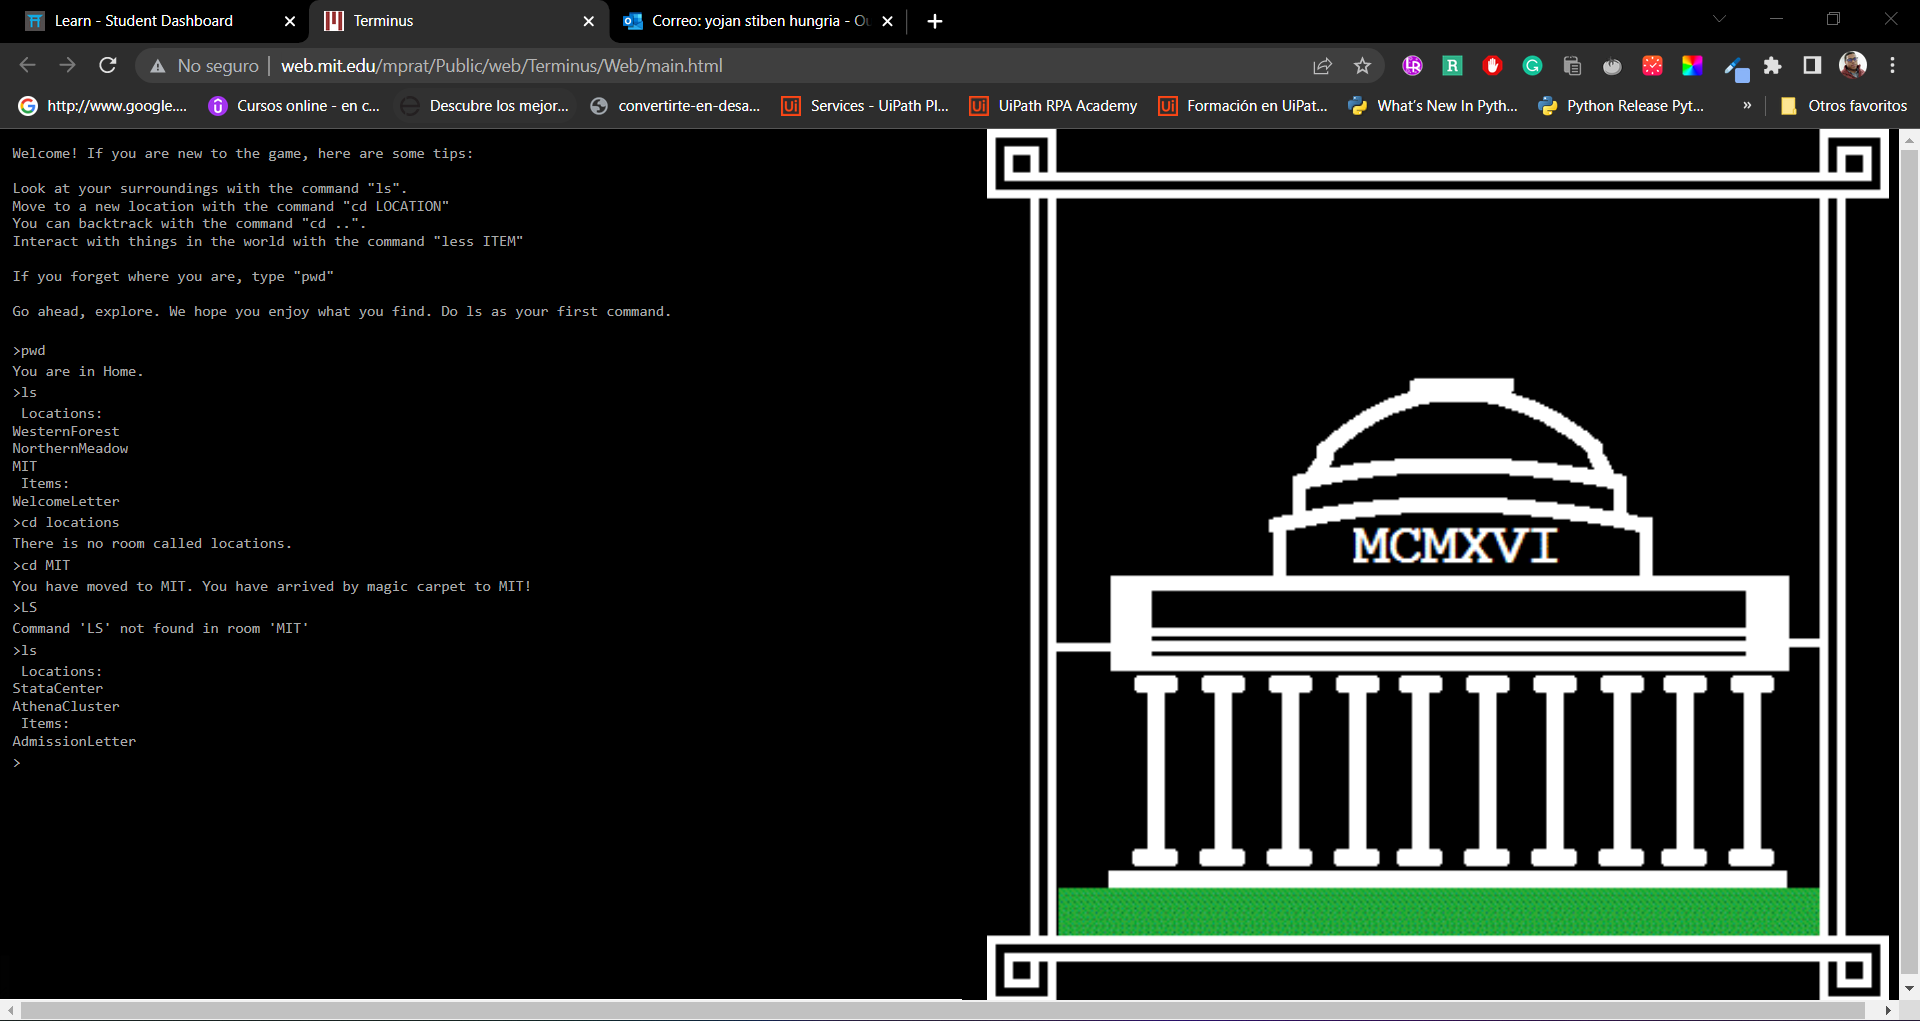 Learn - Student Dashboard
Terminus
Correo: yojan stiben hungria - Ou
No seguro | web.mit.edu/mprat/Public/web/Terminus/Web/main.html
http://www.google.... Cursos online - en c... Descubre los mejor... convertirte-en-desa... Services - UiPath Pl... UiPath RPA Academy Formación en UiPat... What's New In Pyth... Python Release Pyt... » Otros favoritos
Welcome! If you are new to the game, here are some tips:
Look at your surroundings with the command "ls".
Move to a new location with the command "cd LOCATION"
You can backtrack with the command "cd ..".
Interact with things in the world with the command "less ITEM"
If you forget where you are, type "pwd"
Go ahead, explore. We hope you enjoy what you find. Do ls as your first command.
>pwd
You are in Home.
>ls
Locations:
WesternForest
NorthernMeadow
MIT
Items:
WelcomeLetter
>cd locations
There is no room called locations.
>cd MIT
You have moved to MIT. You have arrived by magic carpet to MIT!
>LS
Command 'LS' not found in room 'MIT'
>ls
Locations:
StataCenter
AthenaCluster
Items:
AdmissionLetter
>
MCMXVI